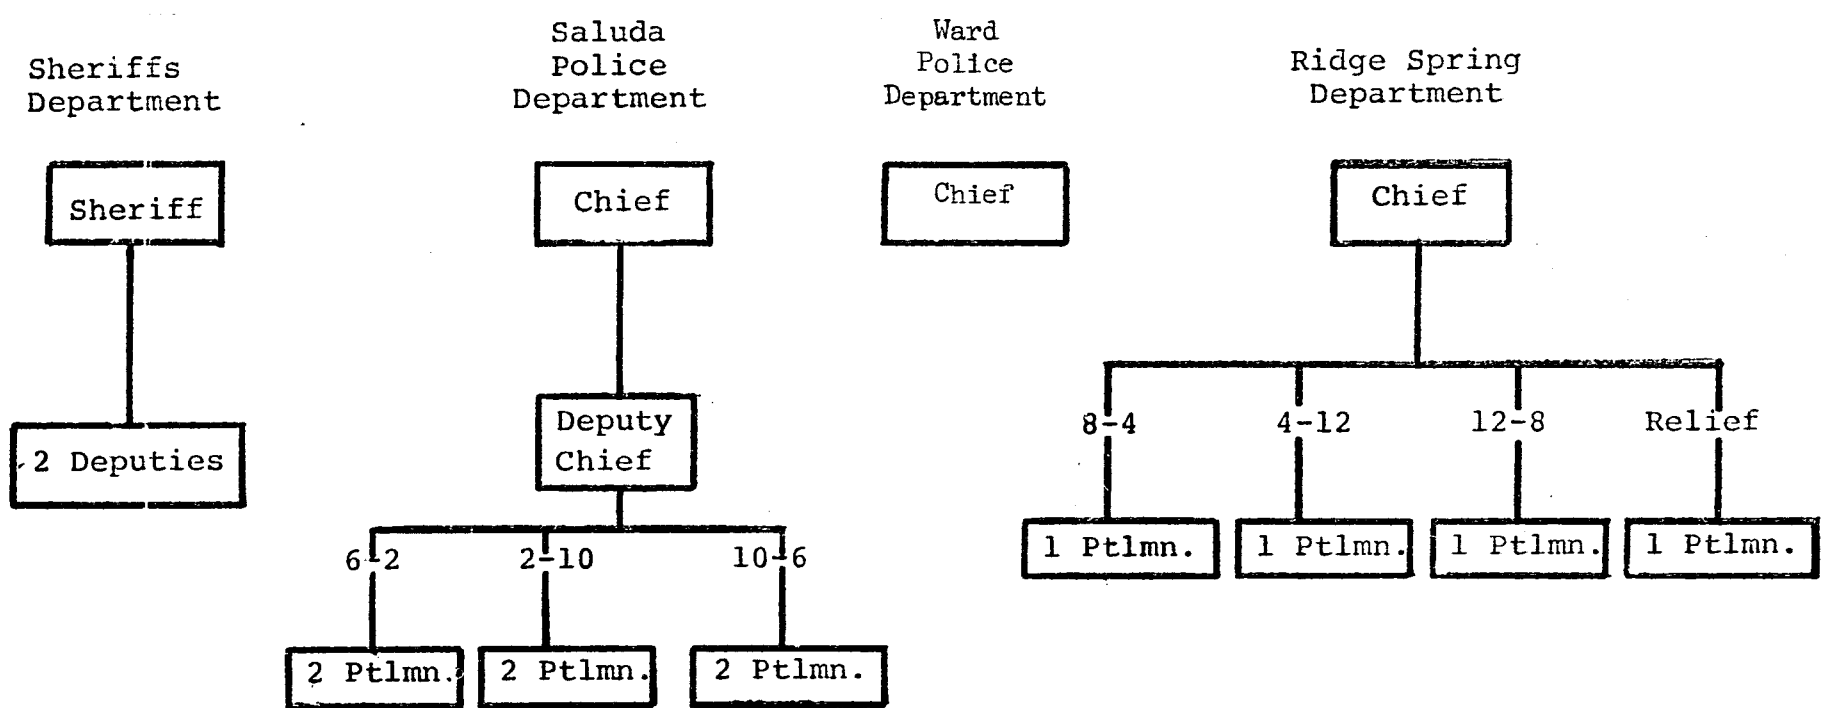 Sheriffs
Department
Saluda
Police
Department
Ward
Police
Department
Ridge Spring
Department
Sheriff
Chief
Chief
Chief
2 Deputies
Deputy
Chief
8-4
4-12
12-8
Relief
1 Ptlmn.
1 Ptlmn.
1 Ptlmn.
1 Ptlmn.
6-2
2-10
10-6
2 Ptlmn.
2 Ptlmn.
2 Ptlmn.